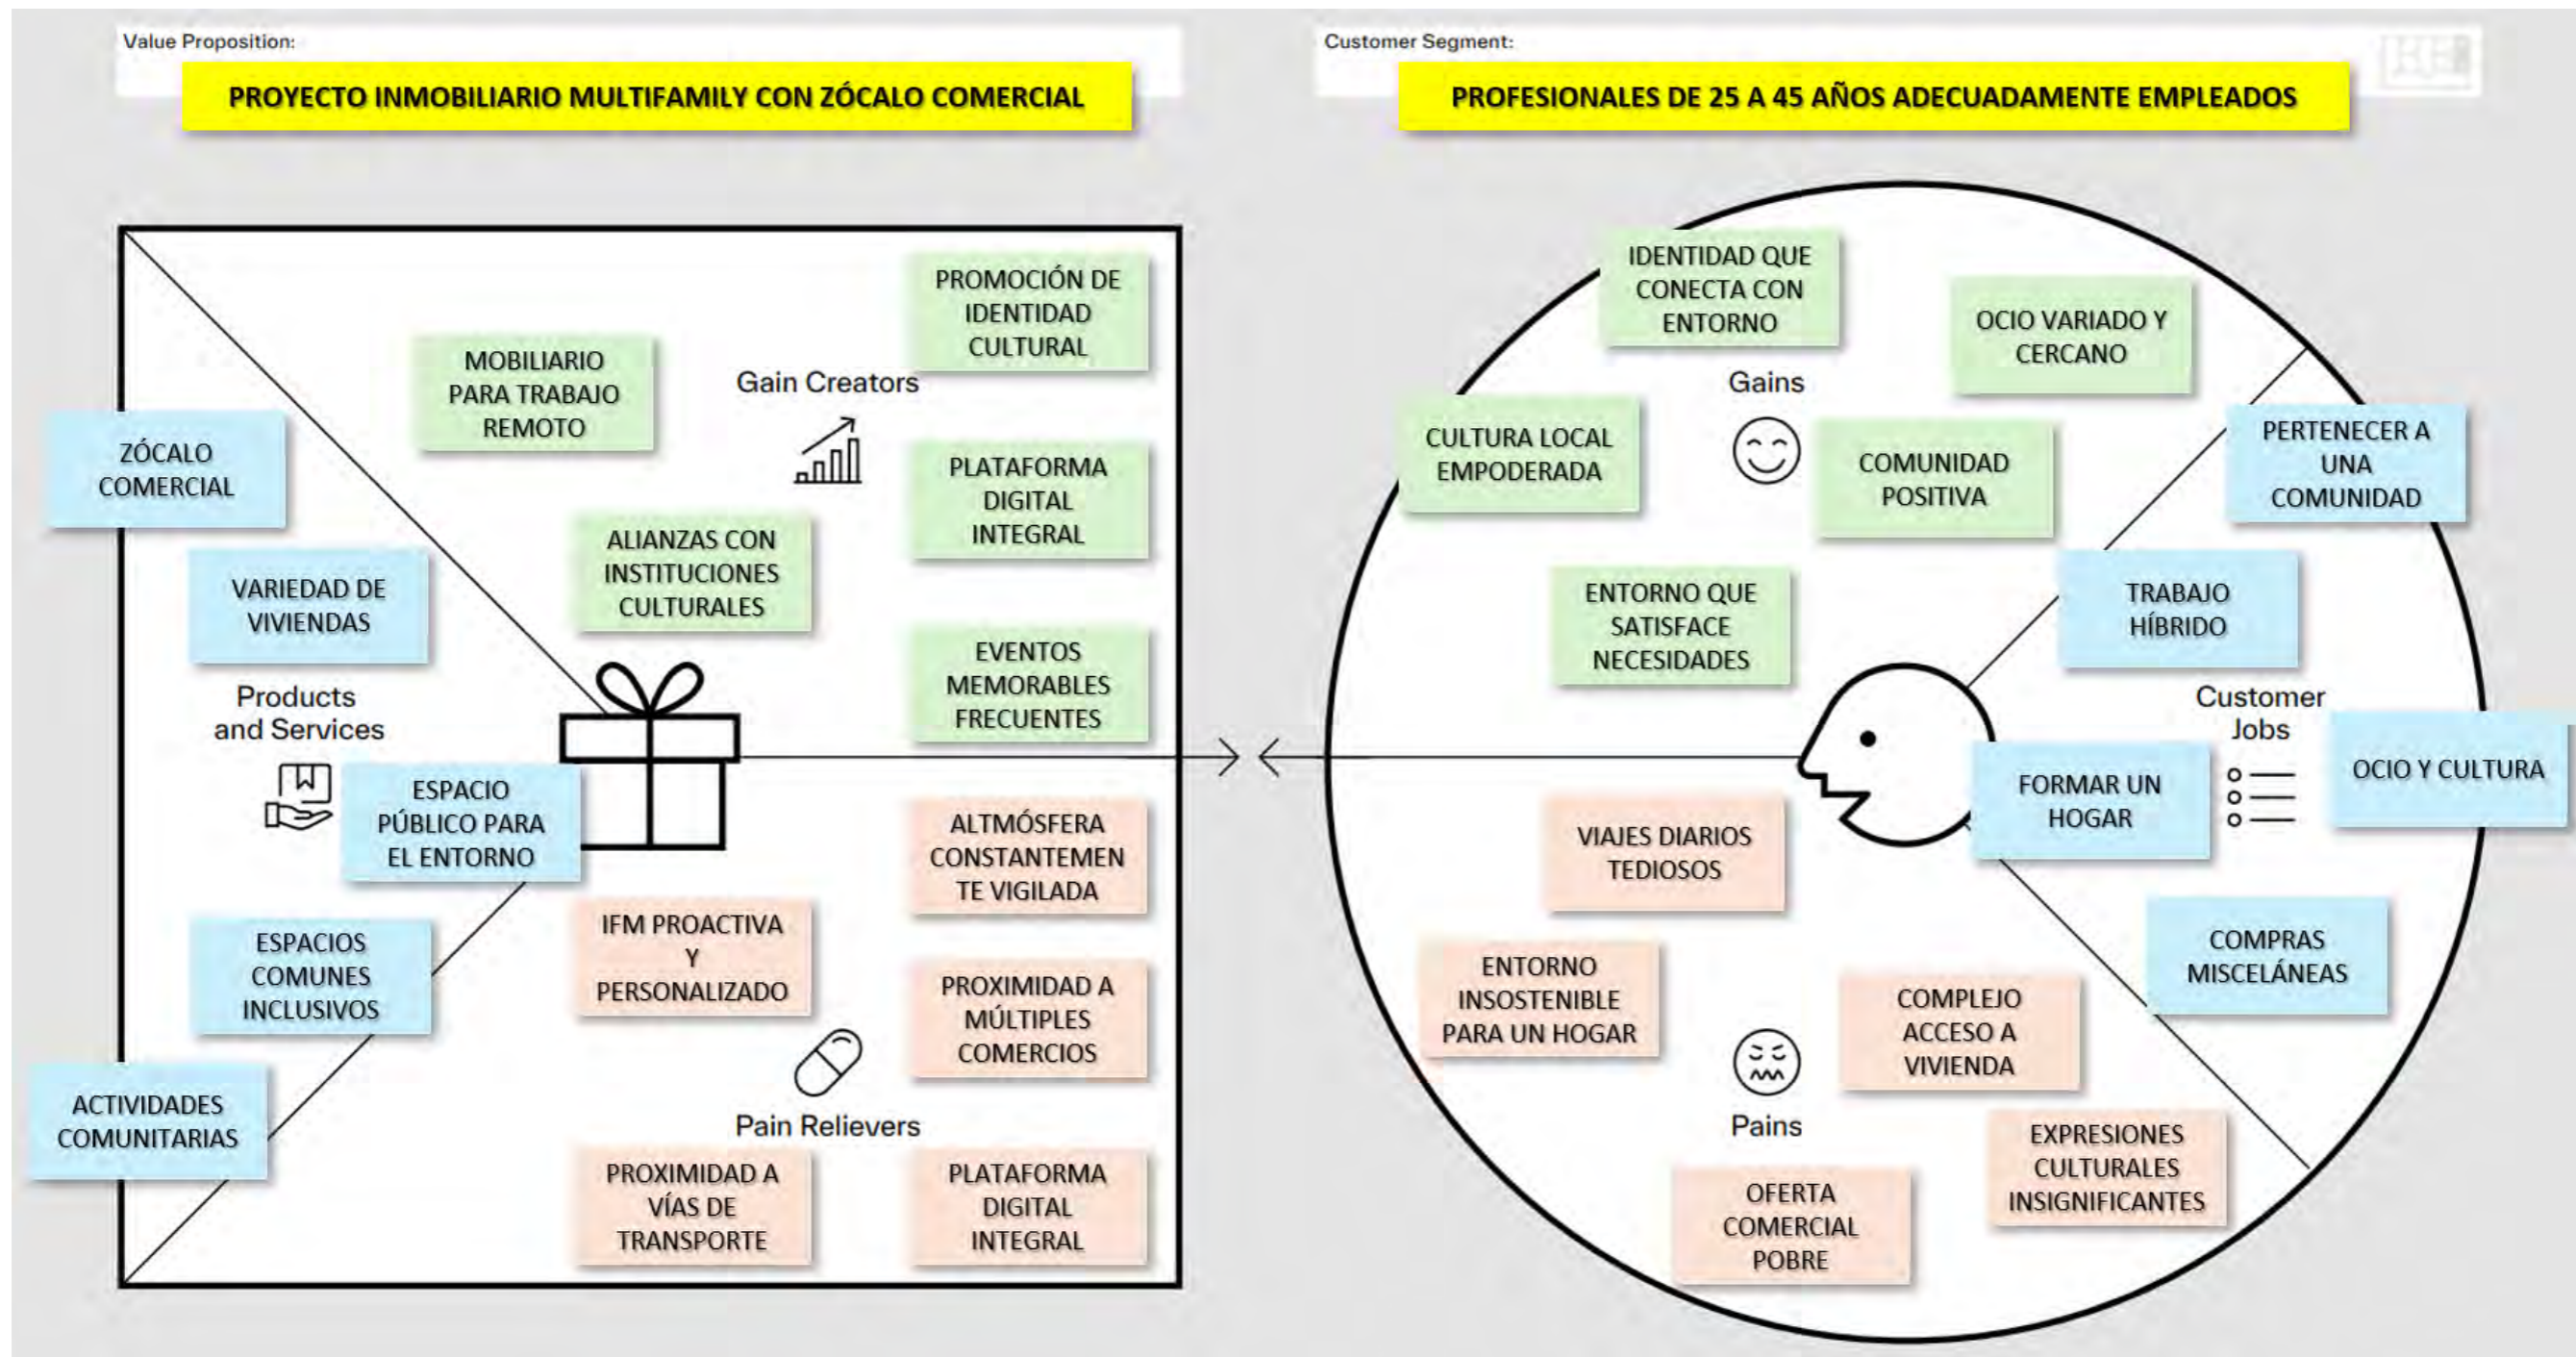 Value Proposition:
PROYECTO INMOBILIARIO MULTIFAMILY CON ZÓCALO COMERCIAL
PROMOCIÓN DE
IDENTIDAD
CULTURAL
MOBILIARIO
PARA TRABAJO
REMOTO
Gain Creators
ZÓCALO
COMERCIAL
PLATAFORMA
DIGITAL
INTEGRAL
ALIANZAS CON
INSTITUCIONES
CULTURALES
VARIEDAD DE
VIVIENDAS
EVENTOS
MEMORABLES
FRECUENTES
Products
and Services
ESPACIO
PÚBLICO PARA
EL ENTORNO
ALTMÓSFERA
CONSTANTEMEN
TE VIGILADA
IFM PROACTIVA
Y
PERSONALIZADO
ESPACIOS
COMUNES
INCLUSIVOS
PROXIMIDAD A
MÚLTIPLES
COMERCIOS
ACTIVIDADES
COMUNITARIAS
Pain Relievers
PROXIMIDAD A
VÍAS DE
TRANSPORTE
PLATAFORMA
DIGITAL
INTEGRAL
Customer Segment:
PROFESIONALES DE 25 A 45 AÑOS ADECUADAMENTE EMPLEADOS
IDENTIDAD QUE
CONECTA CON
ENTORNO
OCIO VARIADO Y
CERCANO
Gains
CULTURA LOCAL
EMPODERADA
COMUNIDAD
POSITIVA
PERTENECER A
UNA
COMUNIDAD
ENTORNO QUE
SATISFACE
NECESIDADES
TRABAJO
HÍBRIDO
Customer
Jobs
FORMAR UN
HOGAR
OCIO Y CULTURA
VIAJES DIARIOS
TEDIOSOS
COMPRAS
MISCELÁNEAS
ENTORNO
INSOSTENIBLE
PARA UN HOGAR
COMPLEJO
ACCESO A
VIVIENDA
Pains
EXPRESIONES
CULTURALES
INSIGNIFICANTES
OFERTA
COMERCIAL
POBRE